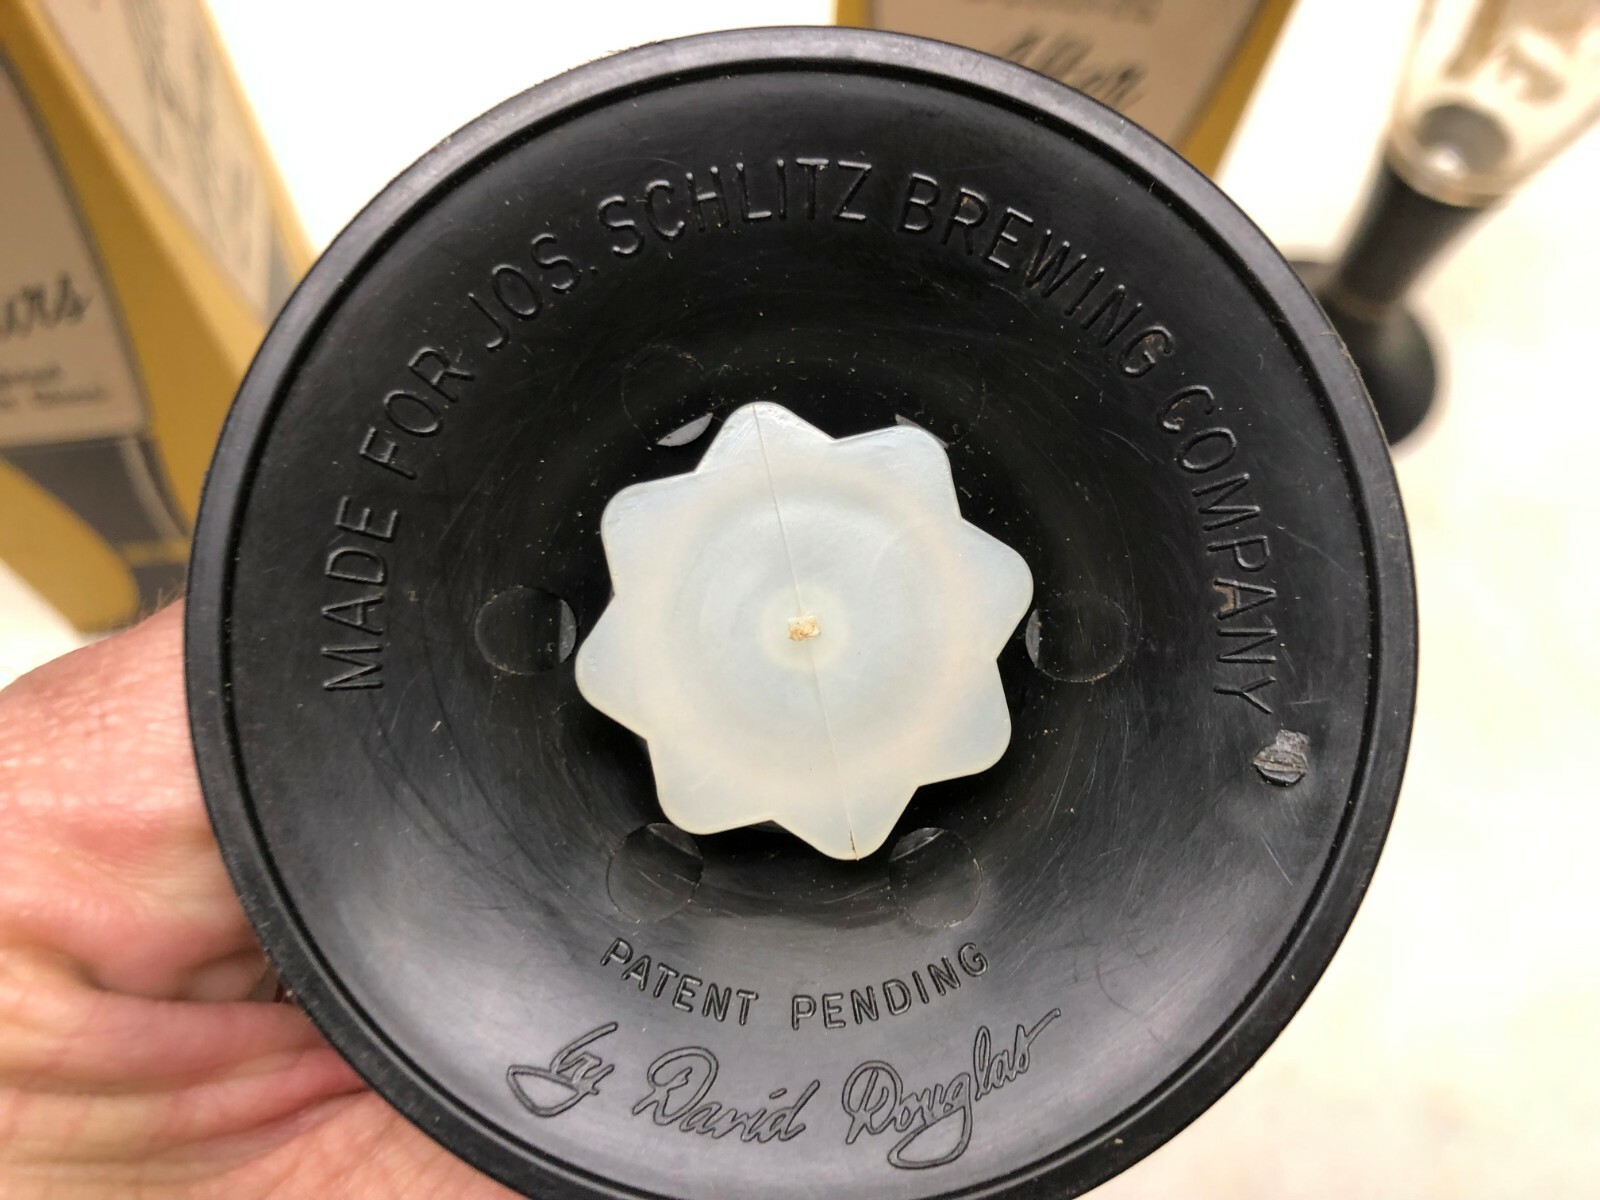 MADE FOR JOS. SCHLITZ BREWING COMPANY
PATENT PENDING
by David Douglas